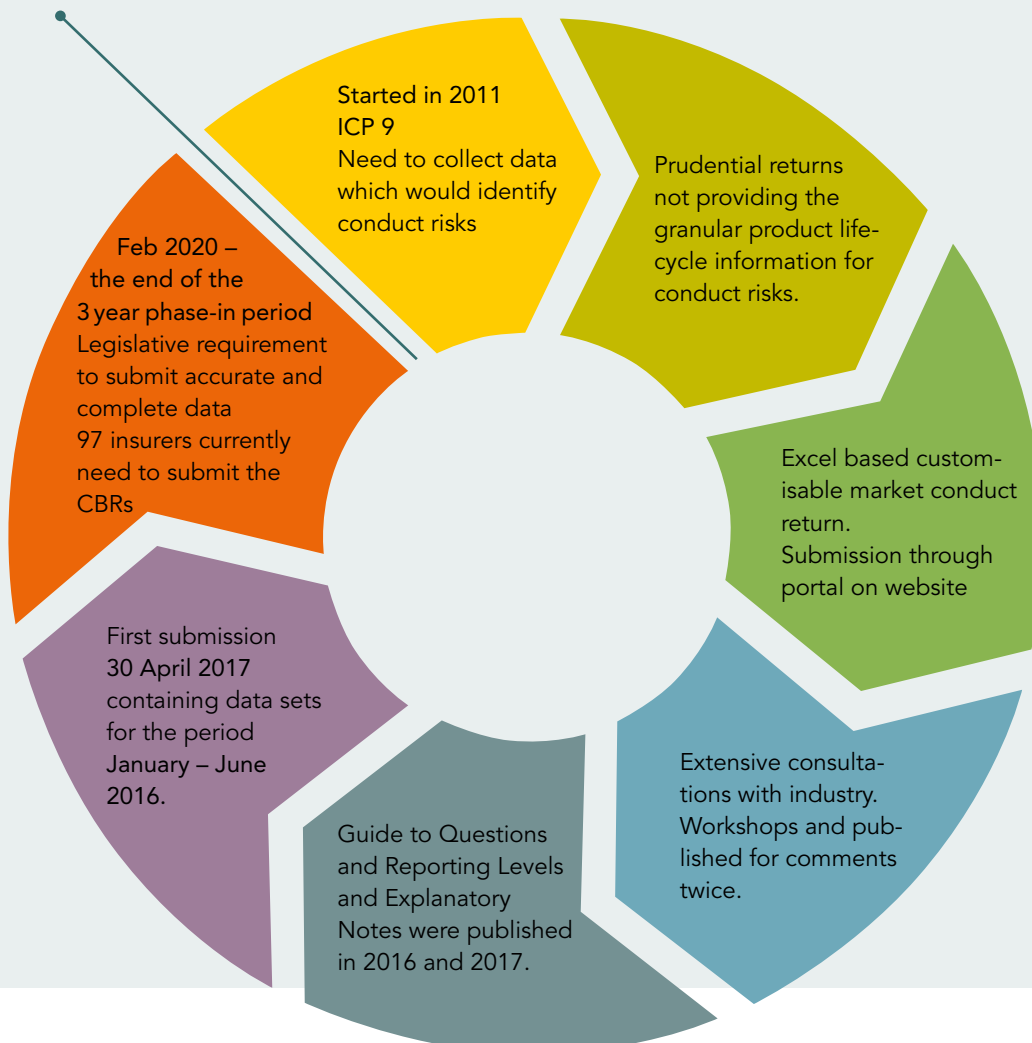 Started in 2011
ICP 9
Need to collect data
which would identify
conduct risks
Prudential returns
not providing the
granular product life-
cycle information for
conduct risks.
Excel based custom-
isable market conduct
return.
Submission through
portal on website
Extensive consulta-
tions with industry.
Workshops and pub-
lished for comments
twice.
Guide to Questions
and Reporting Levels
and Explanatory
Notes were published
in 2016 and 2017.
First submission
30 April 2017
containing data sets
for the period
January – June
2016.
Feb 2020 –
the end of the
3 year phase-in period
Legislative requirement
to submit accurate and
complete data
97 insurers currently
need to submit the
CBRs